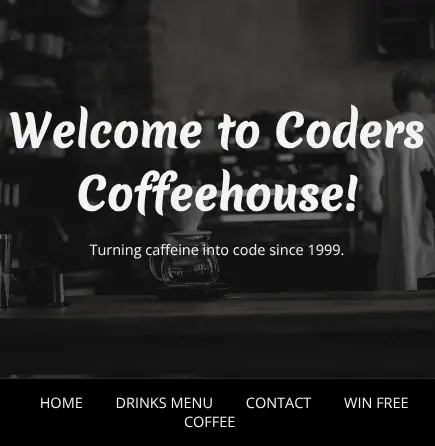 Welcome to Coders
Coffeehouse!
Turning caffeine into code since 1999.
HOME DRINKS MENU CONTACT WIN FREE
COFFEE